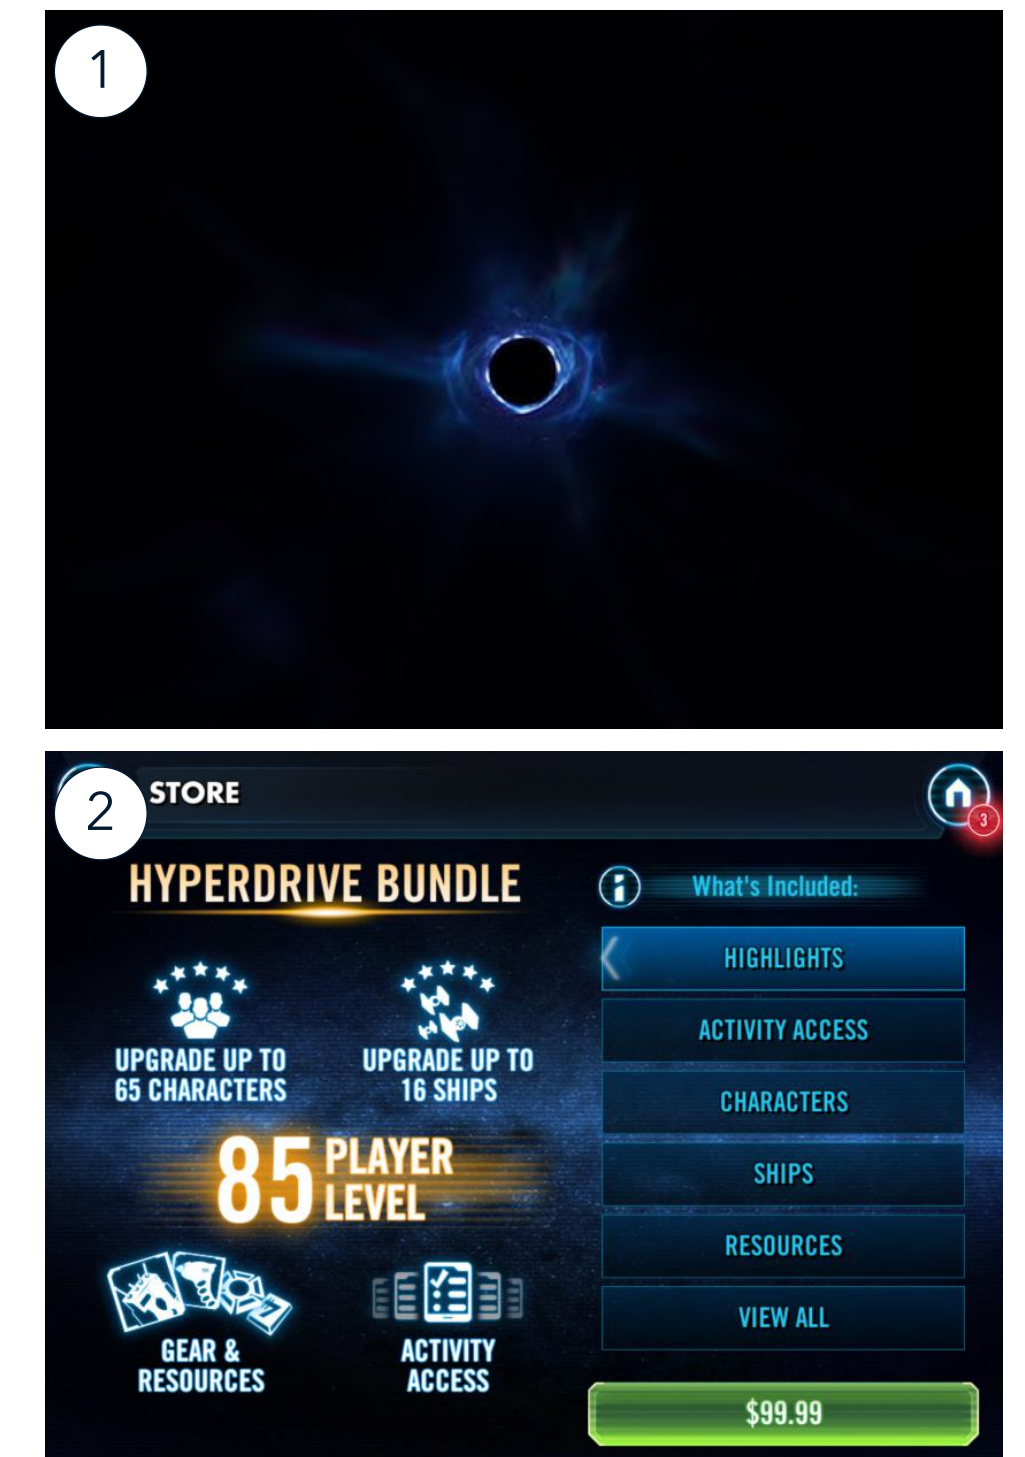 1
2
STORE
3
HYPERDRIVE BUNDLE
What's Included:
UPGRADE UP TO
65 CHARACTERS
UPGRADE UP TO
16 SHIPS
85 PLAYER
LEVEL
GEAR &
RESOURCES
ACTIVITY
ACCESS
HIGHLIGHTS
ACTIVITY ACCESS
CHARACTERS
SHIPS
RESOURCES
VIEW ALL
$99.99